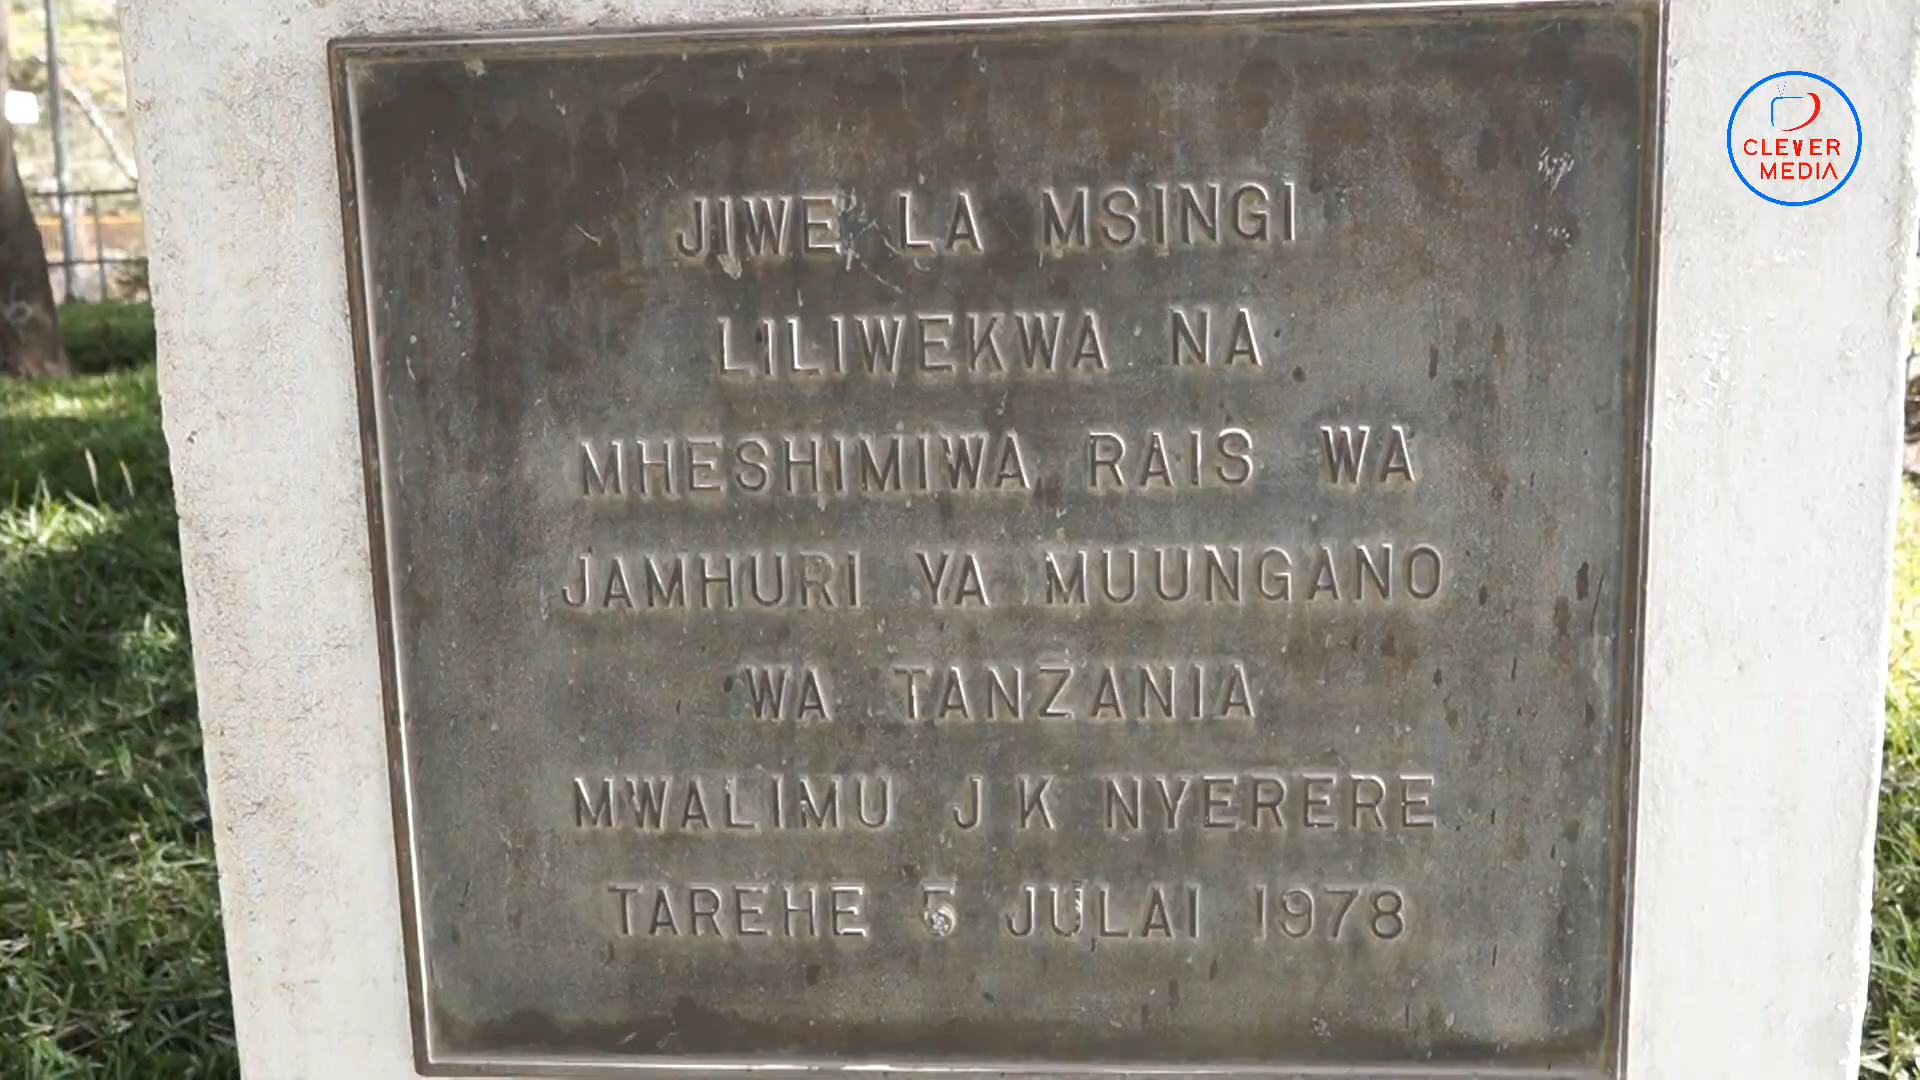 JIWE LA MSINGI
LILIWEKWA NA
MHESHIMIWA RAIS WA
JAMHURI YA MUUNGANO
WA TANZANIA
MWALIMU J K NYERERE
TAREHE 5 JULAI 1978
CLEVER
MEDIA